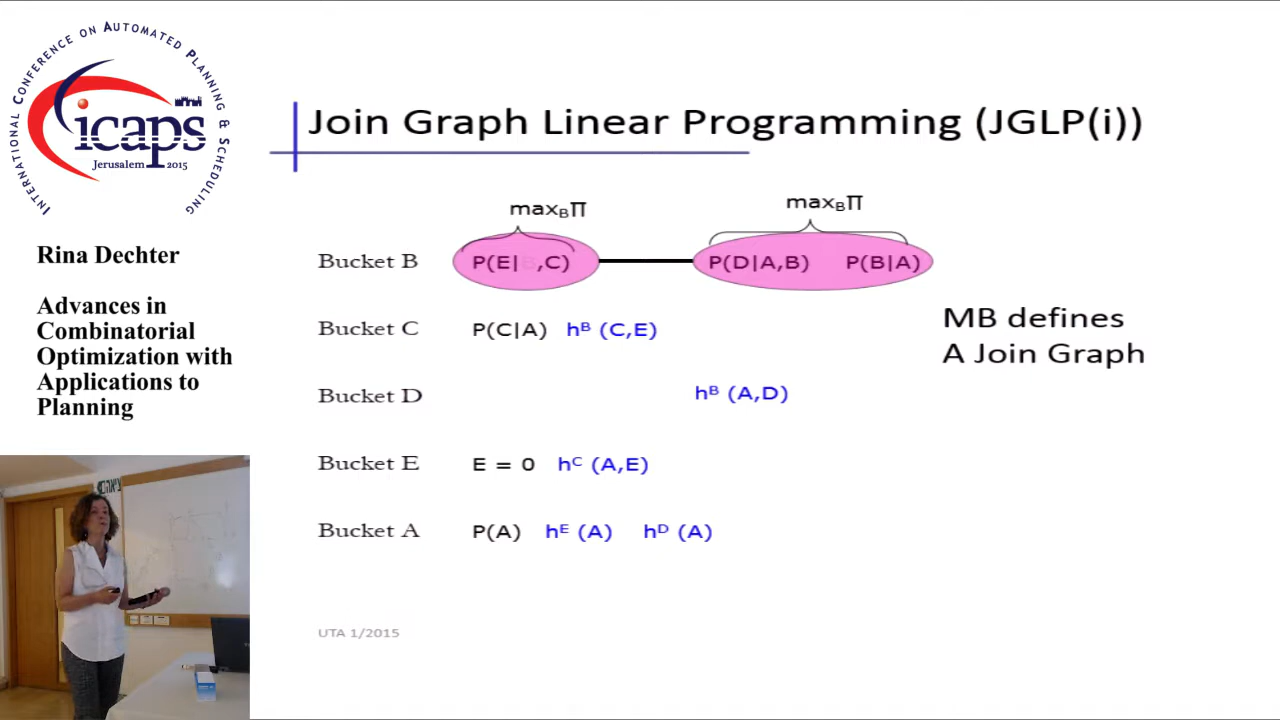 INTERNATIONAL CONFERENCE ON AUTOMATED PLANNING & SCHEDULING
icaps
Jerusalem 2015
Rina Dechter
Advances in
Combinatorial
Optimization with
Applications to
Planning
Join Graph Linear Programming (JGLP(i))
max_B∏ max_B∏
Bucket B P(E|B,C) P(D|A,B) P(B|A)
Bucket C P(C|A) h^B (C,E)
MB defines
A Join Graph
Bucket D h^B (A,D)
Bucket E E = 0 h^C (A,E)
Bucket A P(A) h^E (A) h^D (A)
UTA 1/2015